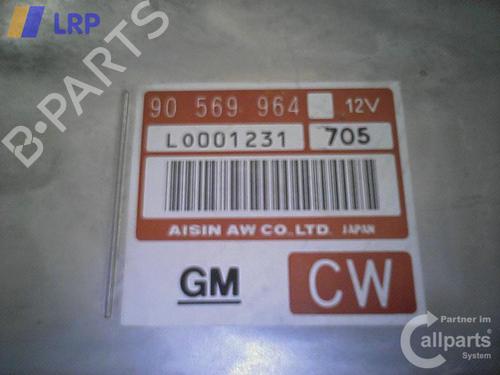 LRP
B-PARTS
90 569 964 12V
L0001231 705
AISIN AW CO., LTD. JAPAN
GM CW
Partner im
Callparts
System